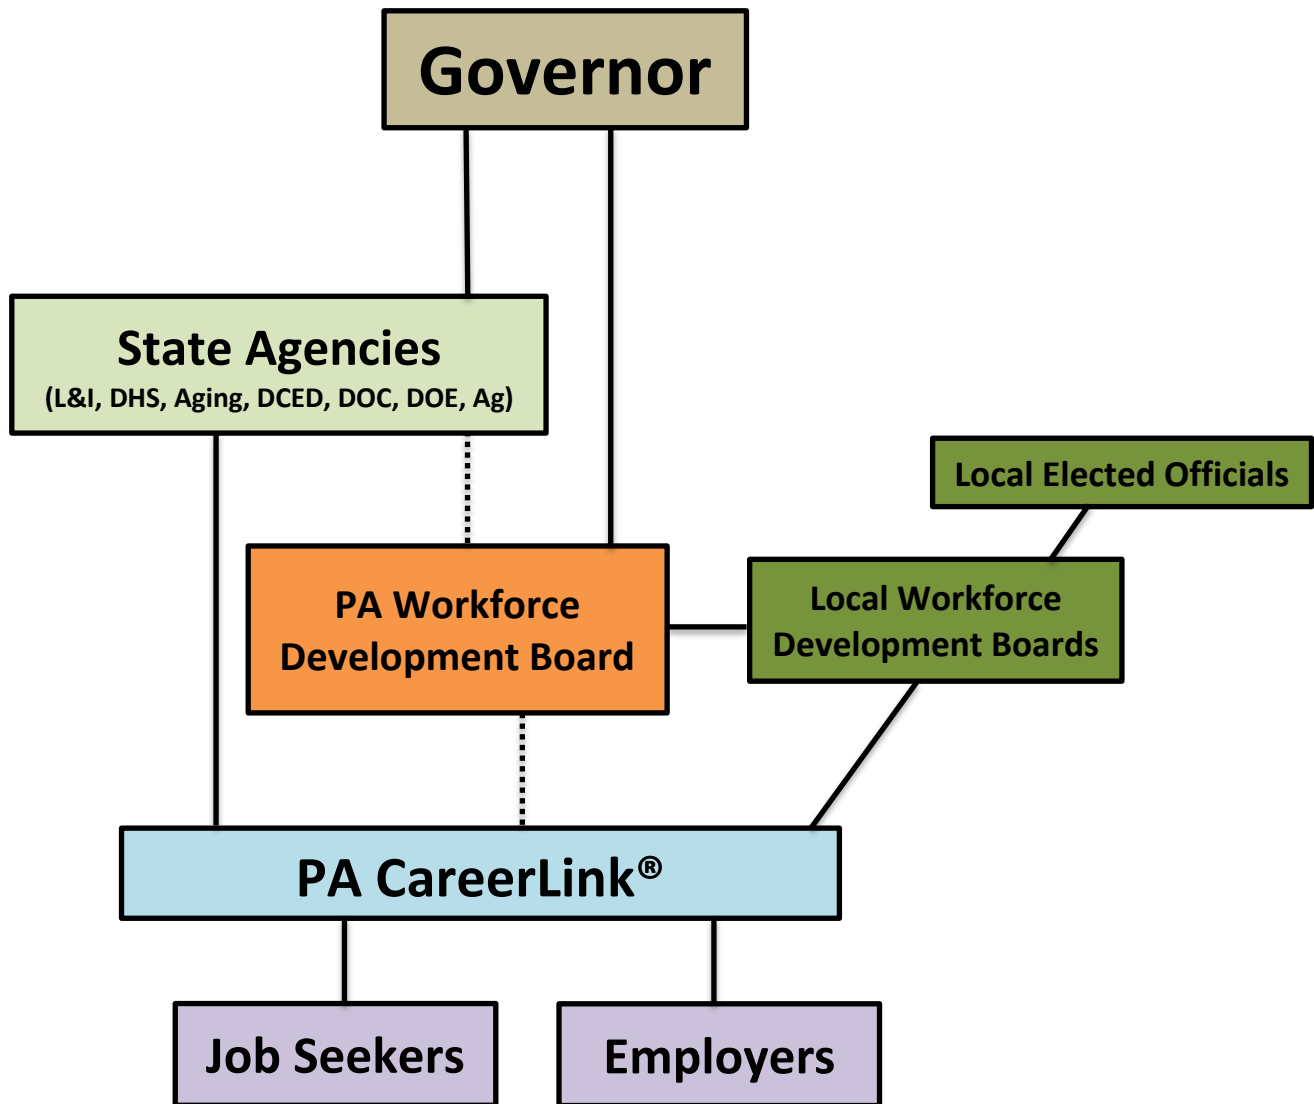 Governor
State Agencies
(L&I, DHS, Aging, DCED, DOC, DOE, Ag)
Local Elected Officials
PA Workforce
Development Board
Local Workforce
Development Boards
PA CareerLink®
Job Seekers
Employers